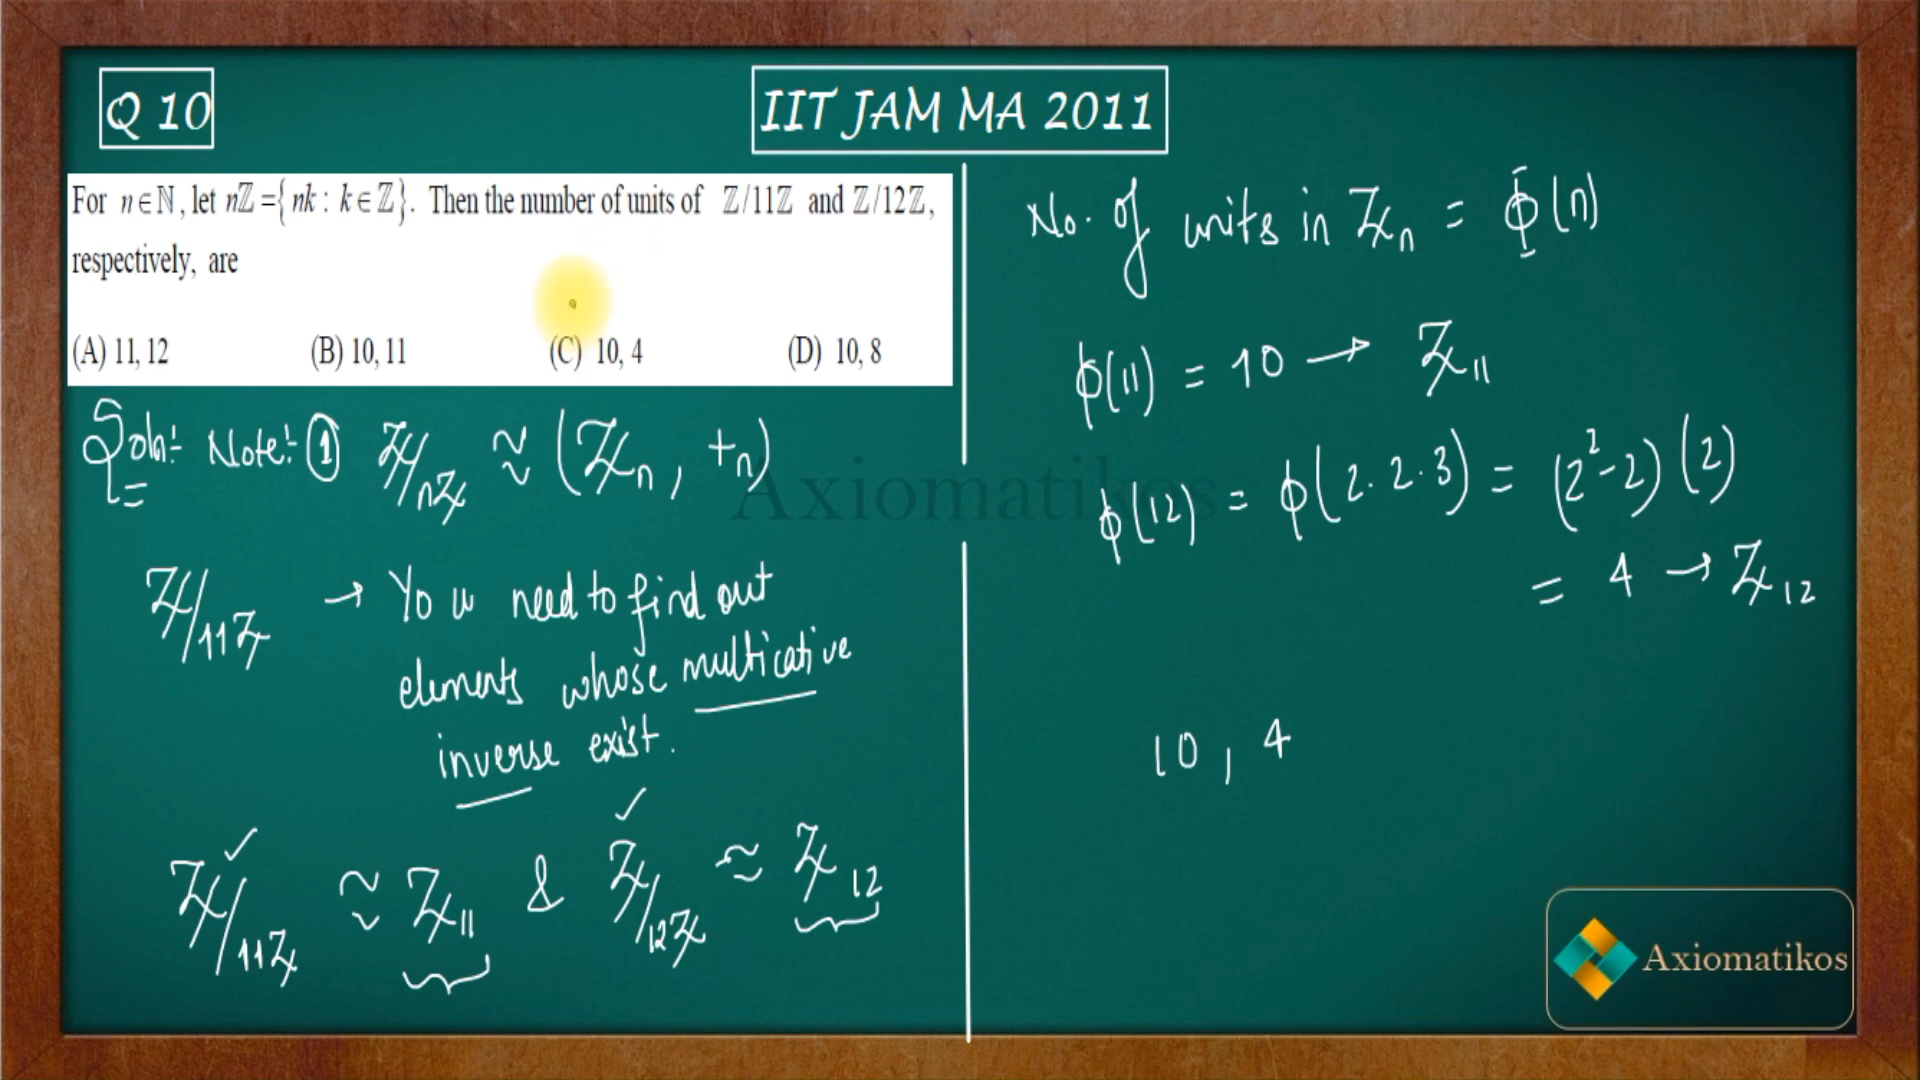 Q 10
IIT JAM MA 2011
For n∈ℕ, let nℤ={nk : k∈ℤ}. Then the number of units of ℤ/11ℤ and ℤ/12ℤ,
respectively, are
(A) 11, 12 (B) 10, 11 (C) 10, 4 (D) 10, 8
Soln:- Note:- ① ℤ/nℤ ≈ (ℤn, +n)
ℤ/11ℤ → You need to find out
elements whose multicative
inverse exist.
✓ ✓
ℤ/11ℤ ≈ ℤ11 & ℤ/12ℤ ≈ ℤ12
No. of units in ℤn = Φ(n)
ϕ(11) = 10 → ℤ11
ϕ(12) = ϕ(2.2.3) = (2²-2)(2)
= 4 → ℤ12
10, 4
Axiomatikos
Axiomatikos